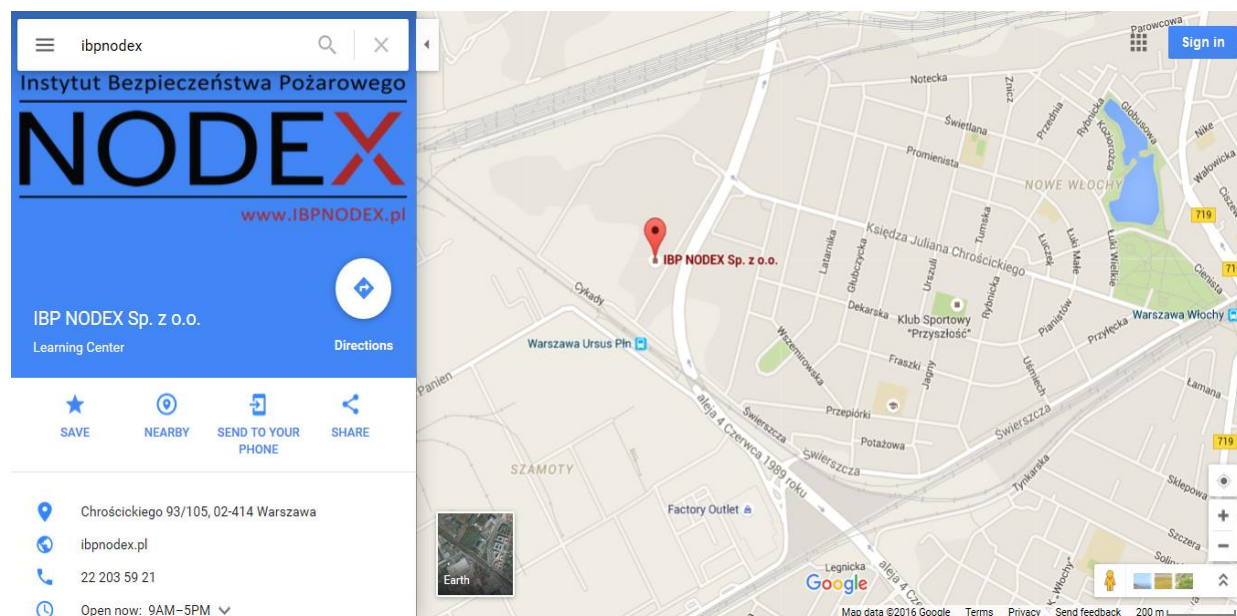 ibpnodex
Instytut Bezpieczeństwa Pożarowego
NODEX
www.IBPNODEX.pl
IBP NODEX Sp. z o.o.
Learning Center
Directions
SAVE
NEARBY
SEND TO YOUR
PHONE
SHARE
Chrościckiego 93/105, 02-414 Warszawa
ibpnodex.pl
22 203 59 21
Open now: 9AM–5PM
Sign in
Parowcowa
Notecka
Znicz
Świetlana
Przednia
Rybnicka
Koziorożca
Globusowa
Nike
Promienista
Wałowicka
NOWE WŁOCHY
719
Księdza Juliana Chrościckiego
Tumska
Łuczek
Łuki Małe
Łuki Wielkie
Latarnika
Głubczycka
Urszuli
Rybnicka
IBP NODEX Sp. z o.o.
Cienista
Cykady
Dekarska
Klub Sportowy
"Przyszłość"
Pianistów
Przyłęcka
Warszawa Włochy
Warszawa Ursus Płn
Wszemirowska
Fraszki
Jagny
Uśmiech
Łamana
Panien
aleja 4 Czerwca 1989 roku
Świerszcza
Przepiórki
Potażowa
Świerszcza
Świerszcza
719
SZAMOTY
Tynkarska
Sklepowa
Factory Outlet
Szczera
Earth
Legnicka
Google
Map data ©2016 Google
Terms
Privacy
Send feedback
200 m